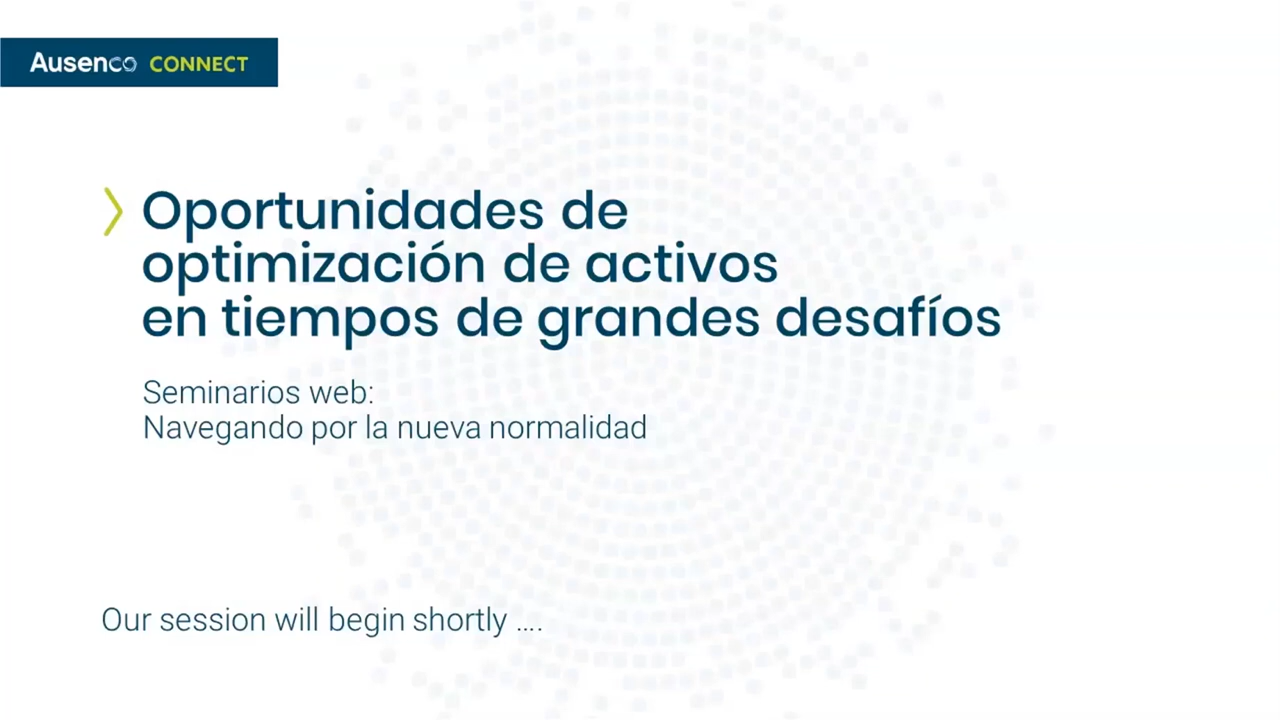 Ausenco CONNECT
Oportunidades de
optimización de activos
en tiempos de grandes desafíos
Seminarios web:
Navegando por la nueva normalidad
Our session will begin shortly ....